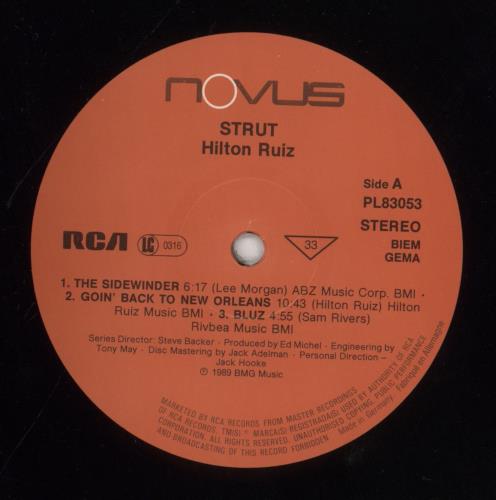 NOVUS
STRUT
Hilton Ruiz
Side A
PL83053
STEREO
BIEM
GEMA
RCA LC 0316
33
1. THE SIDEWINDER 6:17 (Lee Morgan) ABZ Music Corp. BMI ·
2. GOIN' BACK TO NEW ORLEANS 10:43 (Hilton Ruiz) Hilton
Ruiz Music BMI · 3. BLUZ 4:55 (Sam Rivers)
Rivbea Music BMI
Series Director: Steve Backer · Produced by Ed Michel · Engineering by
Tony May · Disc Mastering by Jack Adelman · Personal Direction –
Jack Hooke
℗ 1989 BMG Music
MARKETED BY RCA RECORDS FROM MASTER RECORDINGS
OF RCA RECORDS. TM(S) ® MARCA(S) REGISTRADA(S) USED BY AUTHORITY OF RCA
CORPORATION. ALL RIGHTS RESERVED. UNAUTHORISED COPYING, PUBLIC PERFORMANCE
AND BROADCASTING OF THIS RECORD FORBIDDEN
Made in Germany. Fabriqué en Allemagne